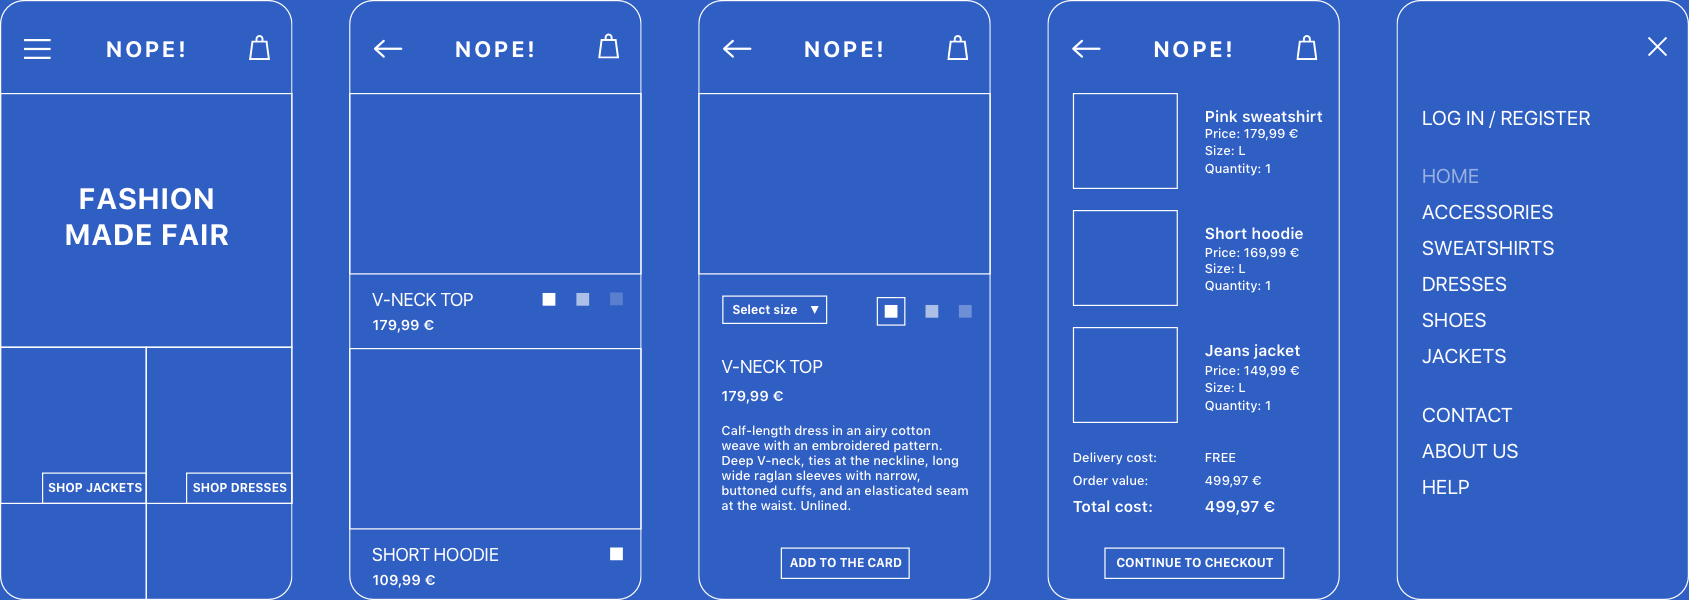 NOPE!
FASHION
MADE FAIR
SHOP JACKETS
SHOP DRESSES
NOPE!
V-NECK TOP
179,99 €
SHORT HOODIE
109,99 €
NOPE!
Select size ▼
V-NECK TOP
179,99 €
Calf-length dress in an airy cotton
weave with an embroidered pattern.
Deep V-neck, ties at the neckline, long
wide raglan sleeves with narrow,
buttoned cuffs, and an elasticated seam
at the waist. Unlined.
ADD TO THE CARD
NOPE!
Pink sweatshirt
Price: 179,99 €
Size: L
Quantity: 1
Short hoodie
Price: 169,99 €
Size: L
Quantity: 1
Jeans jacket
Price: 149,99 €
Size: L
Quantity: 1
Delivery cost: FREE
Order value: 499,97 €
Total cost: 499,97 €
CONTINUE TO CHECKOUT
LOG IN / REGISTER
HOME
ACCESSORIES
SWEATSHIRTS
DRESSES
SHOES
JACKETS
CONTACT
ABOUT US
HELP